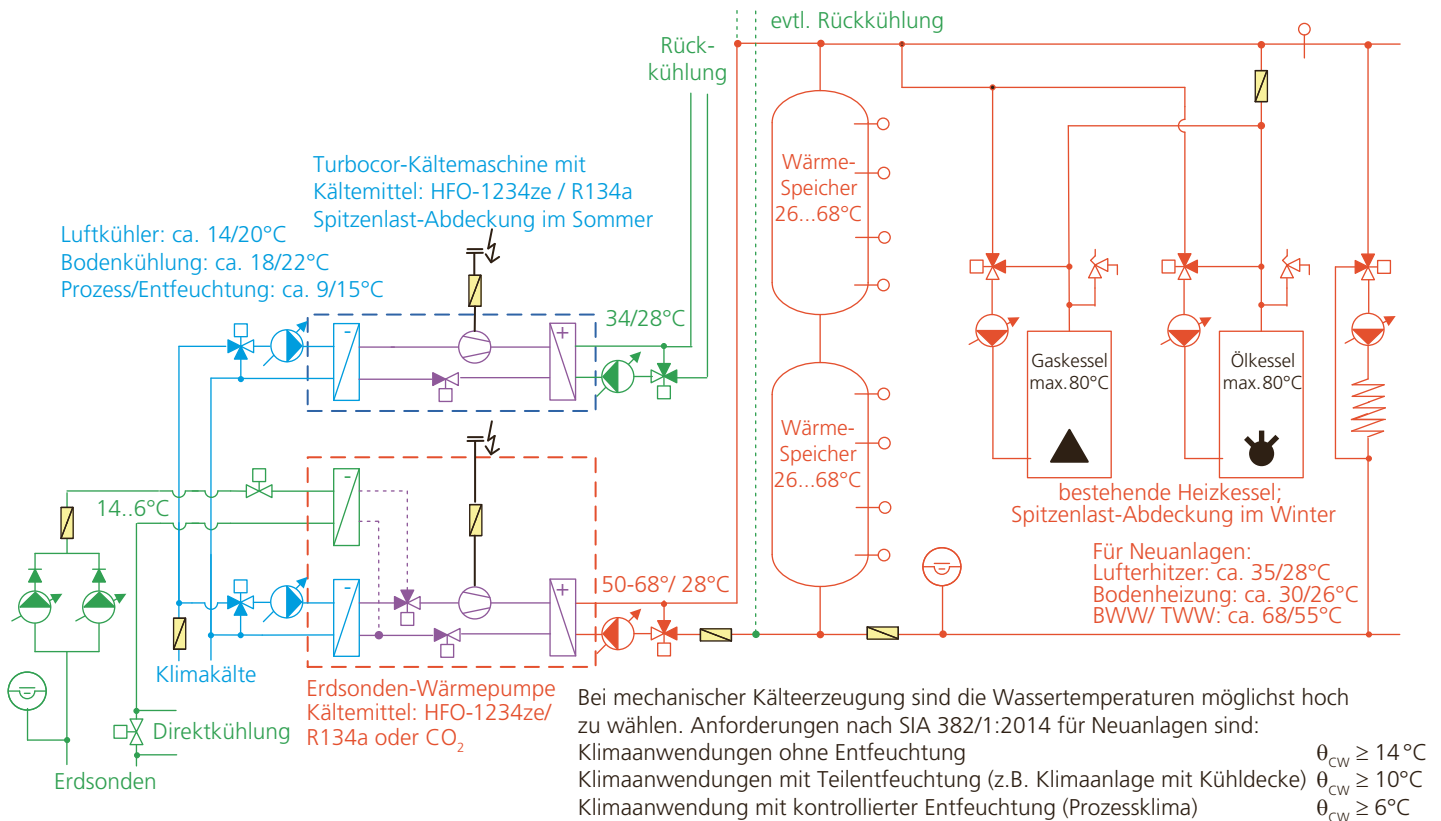 evtl. Rückkühlung
Rück-
kühlung
Turbocor-Kältemaschine mit
Kältemittel: HFO-1234ze / R134a
Spitzenlast-Abdeckung im Sommer
Luftkühler: ca. 14/20°C
Bodenkühlung: ca. 18/22°C
Prozess/Entfeuchtung: ca. 9/15°C
-
+
34/28°C
Wärme-
Speicher
26...68°C
Gaskessel
max. 80°C
Ölkessel
max. 80°C
Wärme-
Speicher
26...68°C
bestehende Heizkessel;
Spitzenlast-Abdeckung im Winter
14..6°C
-
-
+
50-68°/ 28°C
Für Neuanlagen:
Lufterhitzer: ca. 35/28°C
Bodenheizung: ca. 30/26°C
BWW/ TWW: ca. 68/55°C
Klimakälte
Direktkühlung
Erdsonden
Erdsonden-Wärmepumpe
Kältemittel: HFO-1234ze/
R134a oder CO₂
Bei mechanischer Kälteerzeugung sind die Wassertemperaturen möglichst hoch
zu wählen. Anforderungen nach SIA 382/1:2014 für Neuanlagen sind:
Klimaanwendungen ohne Entfeuchtung θ_CW ≥ 14 °C
Klimaanwendungen mit Teilentfeuchtung (z.B. Klimaanlage mit Kühldecke) θ_CW ≥ 10°C
Klimaanwendung mit kontrollierter Entfeuchtung (Prozessklima) θ_CW ≥ 6°C